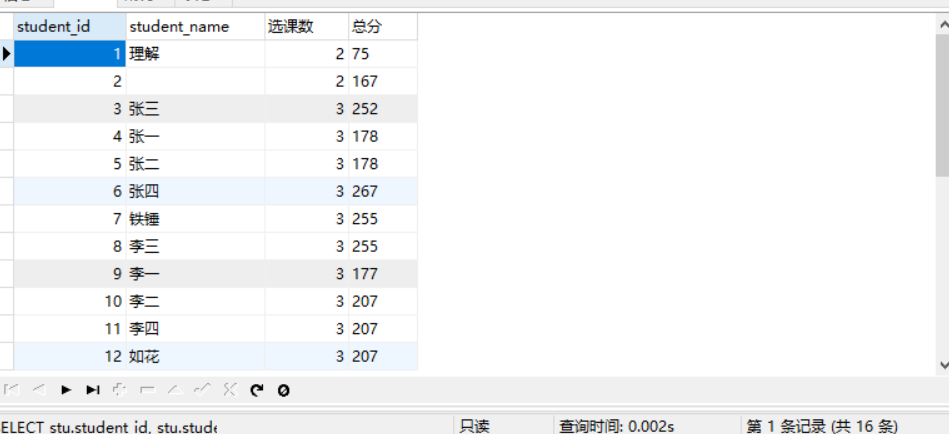 student_id student_name 选课数 总分
1 理解 2 75
2 2 167
3 张三 3 252
4 张一 3 178
5 张二 3 178
6 张四 3 267
7 铁锤 3 255
8 李三 3 255
9 李一 3 177
10 李二 3 207
11 李四 3 207
12 如花 3 207
ELECT stu.student_id, stu.stude 只读 查询时间: 0.002s 第 1 条记录 (共 16 条)